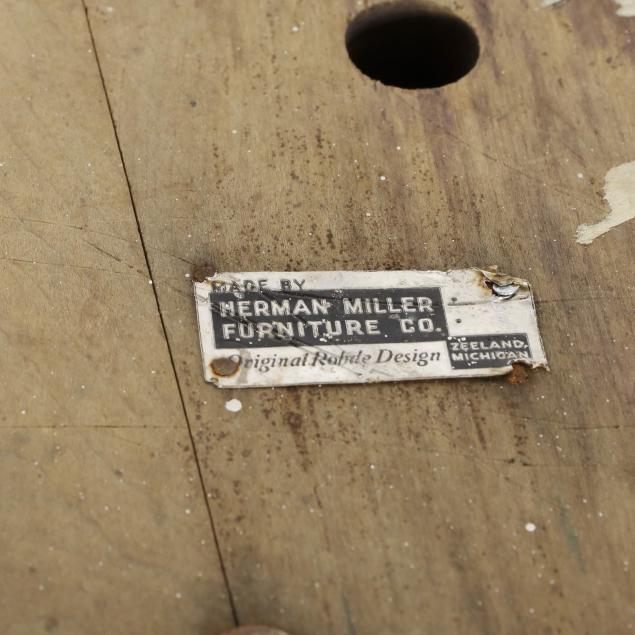 MADE BY
HERMAN MILLER
FURNITURE CO.
Original Rohde Design
ZEELAND,
MICHIGAN